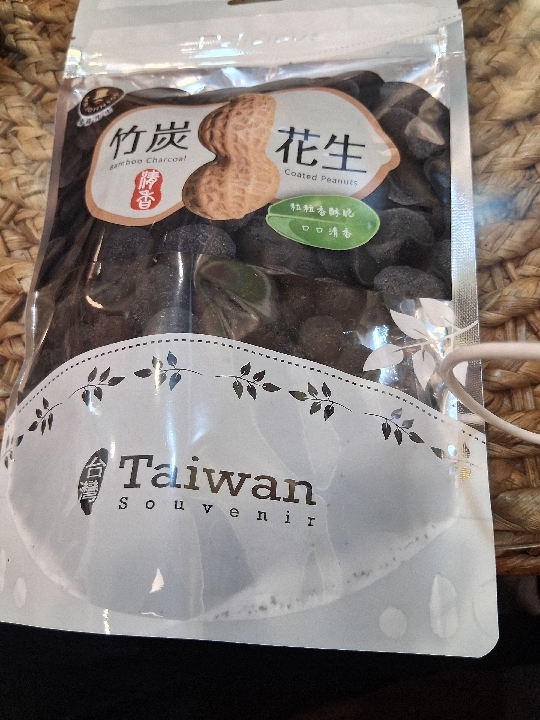 竹炭
Bamboo Charcoal
清香
花生
Coated Peanuts
粒粒香酥脆
口口清香
台灣
Taiwan
Souvenir